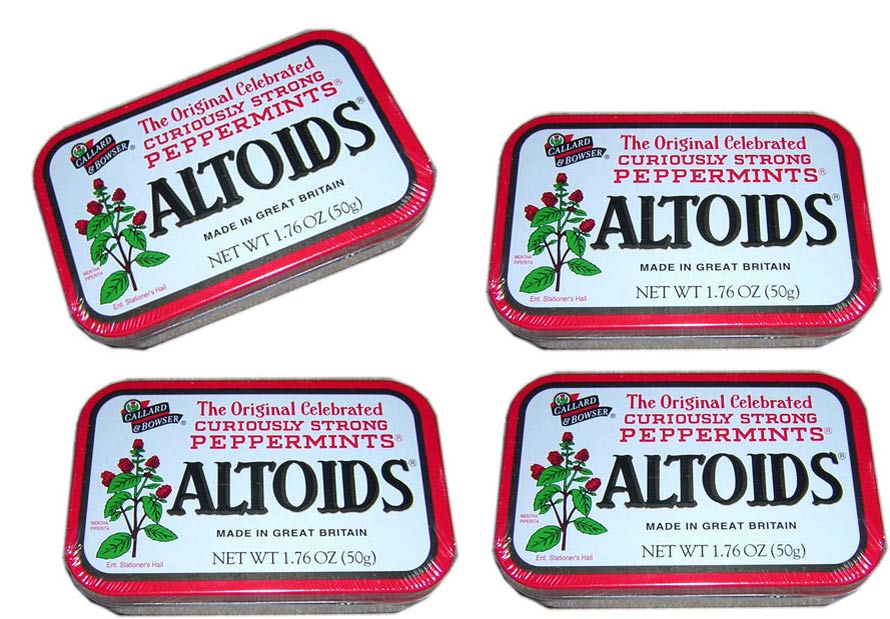 The Original Celebrated
CURIOUSLY STRONG
PEPPERMINTS®
CALLARD
& BOWSER®
ALTOIDS®
MADE IN GREAT BRITAIN
NET WT 1.76 OZ (50g)
MENTHA
PIPERITA
Ent. Stationer's Hall
The Original Celebrated
CURIOUSLY STRONG
PEPPERMINTS®
CALLARD
& BOWSER®
ALTOIDS®
MADE IN GREAT BRITAIN
NET WT 1.76 OZ (50g)
MENTHA
PIPERITA
Ent. Stationer's Hall
The Original Celebrated
CURIOUSLY STRONG
PEPPERMINTS®
CALLARD
& BOWSER®
ALTOIDS®
MADE IN GREAT BRITAIN
NET WT 1.76 OZ (50g)
MENTHA
PIPERITA
Ent. Stationer's Hall
The Original Celebrated
CURIOUSLY STRONG
PEPPERMINTS®
CALLARD
& BOWSER®
ALTOIDS®
MADE IN GREAT BRITAIN
NET WT 1.76 OZ (50g)
MENTHA
PIPERITA
Ent. Stationer's Hall